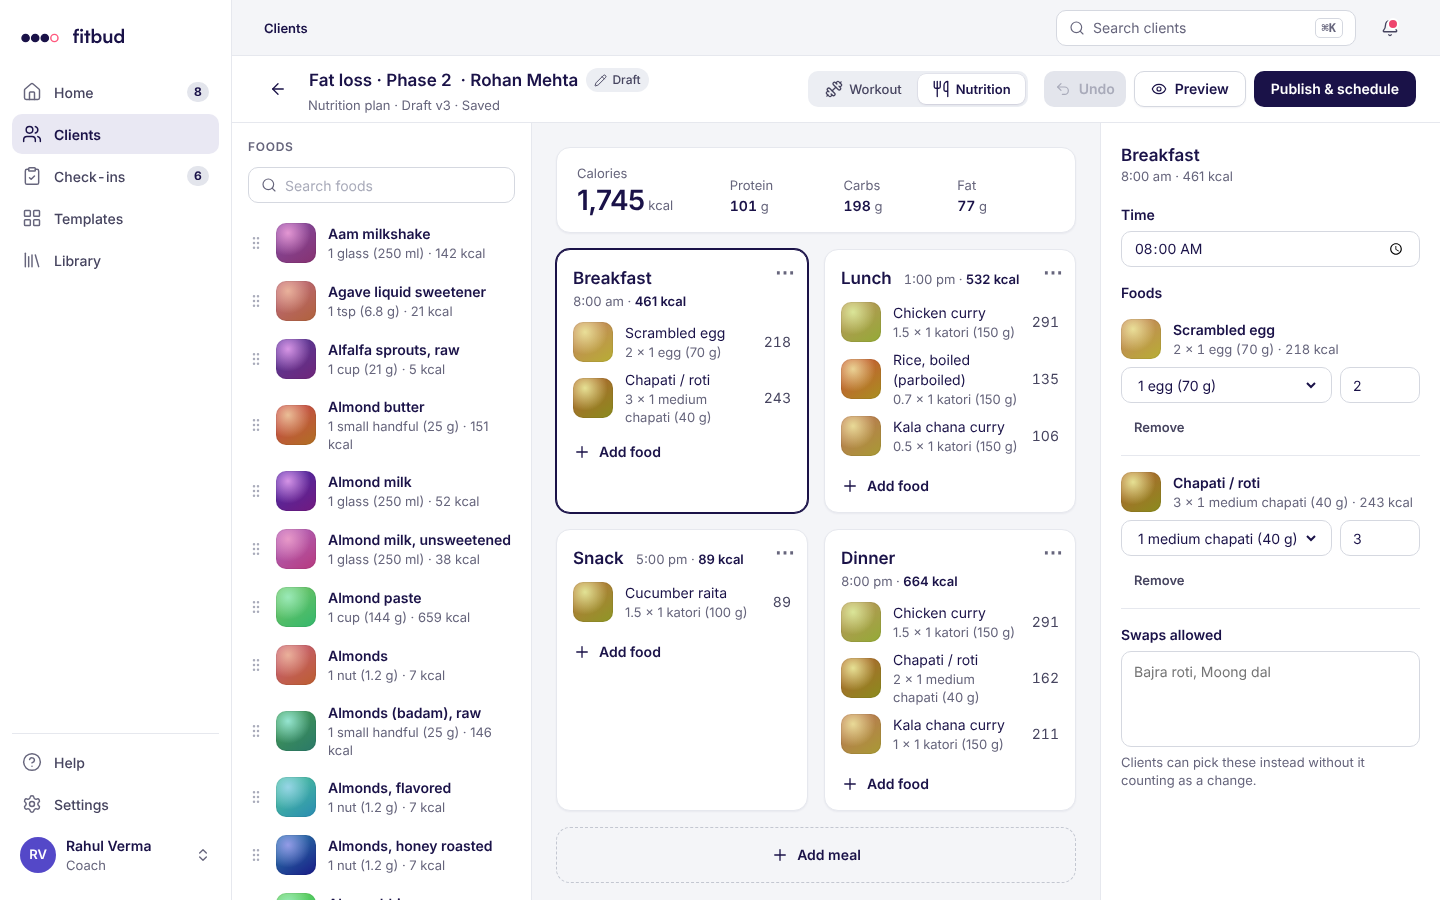 fitbud
Home 8
Clients
Check-ins 6
Templates
Library
Help
Settings
RV Rahul Verma
Coach
Clients
Search clients ⌘K
Fat loss · Phase 2 · Rohan Mehta Draft
Nutrition plan · Draft v3 · Saved
Workout Nutrition Undo Preview Publish & schedule
FOODS
Search foods
Aam milkshake
1 glass (250 ml) · 142 kcal
Agave liquid sweetener
1 tsp (6.8 g) · 21 kcal
Alfalfa sprouts, raw
1 cup (21 g) · 5 kcal
Almond butter
1 small handful (25 g) · 151
kcal
Almond milk
1 glass (250 ml) · 52 kcal
Almond milk, unsweetened
1 glass (250 ml) · 38 kcal
Almond paste
1 cup (144 g) · 659 kcal
Almonds
1 nut (1.2 g) · 7 kcal
Almonds (badam), raw
1 small handful (25 g) · 146
kcal
Almonds, flavored
1 nut (1.2 g) · 7 kcal
Almonds, honey roasted
1 nut (1.2 g) · 7 kcal
Calories
1,745 kcal
Protein
101 g
Carbs
198 g
Fat
77 g
Breakfast
8:00 am · 461 kcal
Scrambled egg
2 × 1 egg (70 g)
218
Chapati / roti
3 × 1 medium
chapati (40 g)
243
Add food
Lunch 1:00 pm · 532 kcal
Chicken curry
1.5 × 1 katori (150 g)
291
Rice, boiled
(parboiled)
0.7 × 1 katori (150 g)
135
Kala chana curry
0.5 × 1 katori (150 g)
106
Add food
Snack 5:00 pm · 89 kcal
Cucumber raita
1.5 × 1 katori (100 g)
89
Add food
Dinner
8:00 pm · 664 kcal
Chicken curry
1.5 × 1 katori (150 g)
291
Chapati / roti
2 × 1 medium
chapati (40 g)
162
Kala chana curry
1 × 1 katori (150 g)
211
Add food
Add meal
Breakfast
8:00 am · 461 kcal
Time
08:00 AM
Foods
Scrambled egg
2 × 1 egg (70 g) · 218 kcal
1 egg (70 g) 2
Remove
Chapati / roti
3 × 1 medium chapati (40 g) · 243 kcal
1 medium chapati (40 g) 3
Remove
Swaps allowed
Bajra roti, Moong dal
Clients can pick these instead without it
counting as a change.